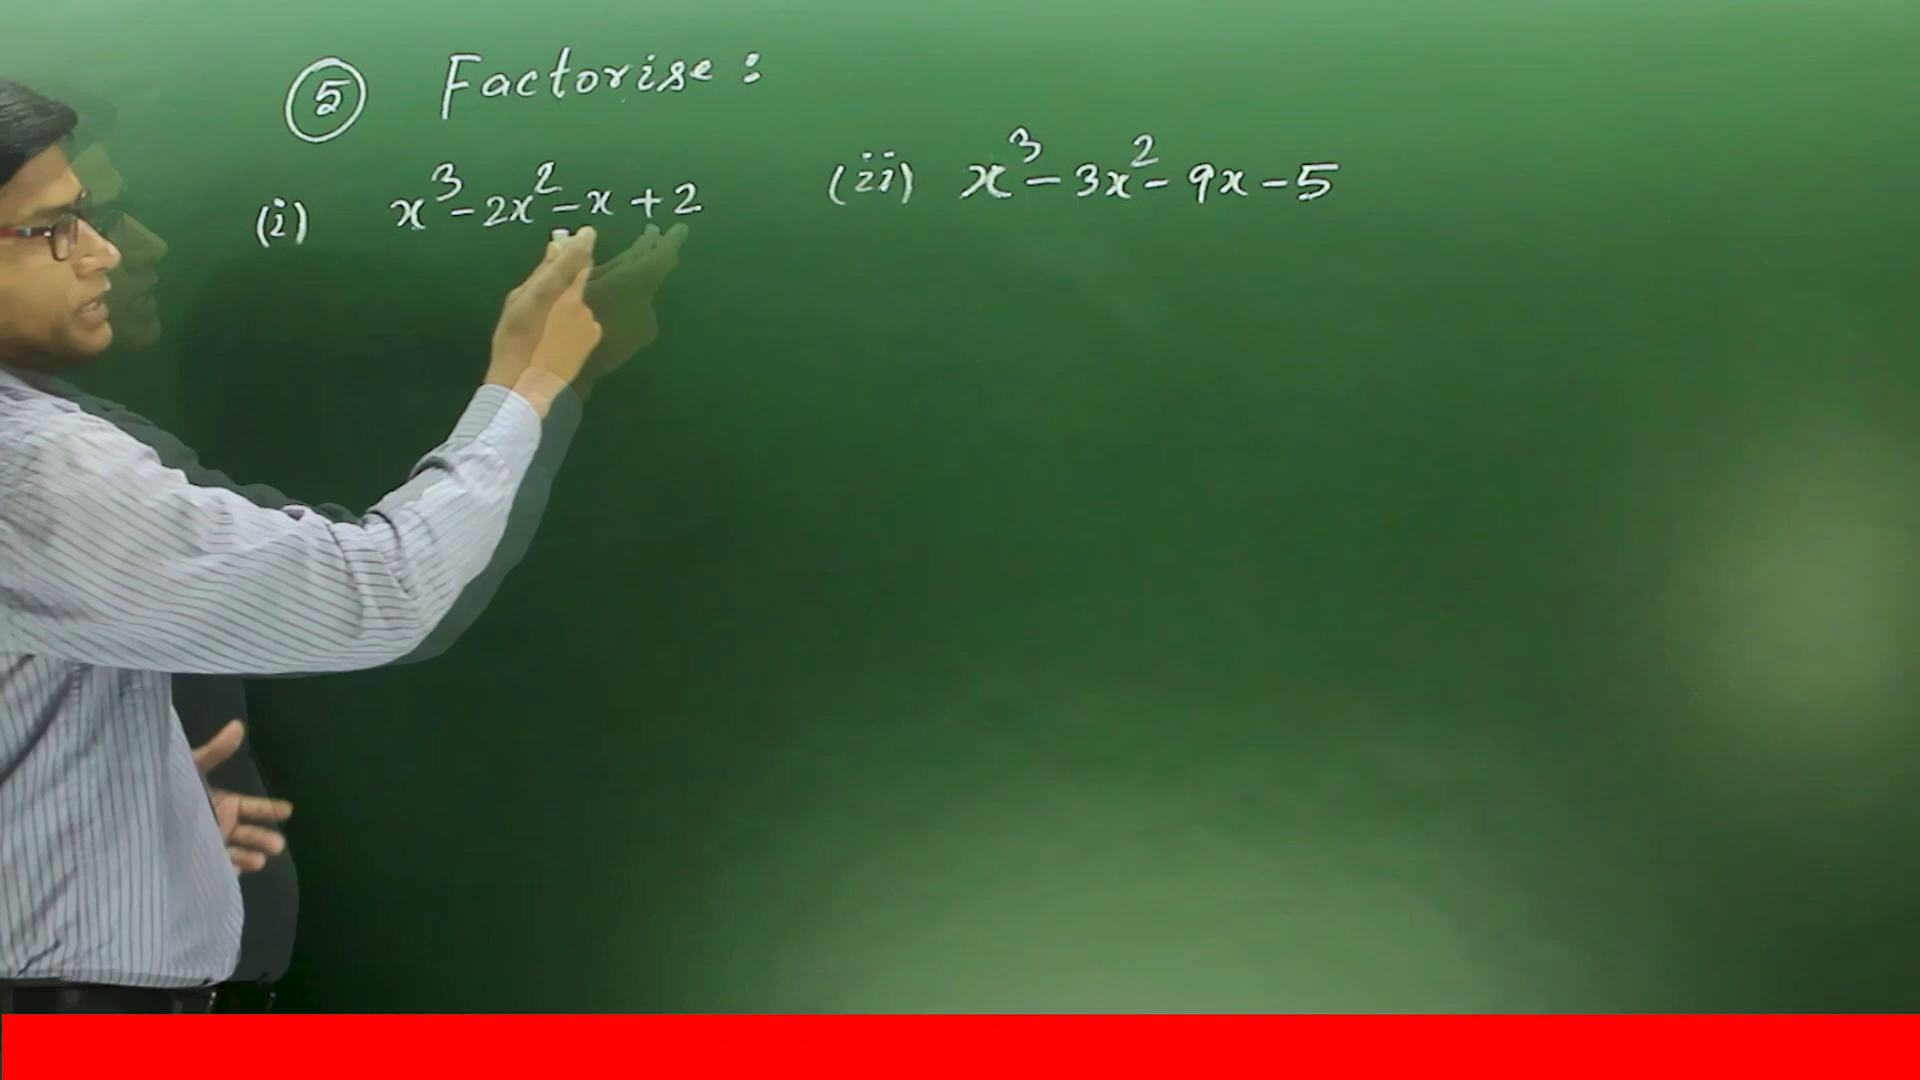 ⑤ Factorise :
(i) x³ - 2x² - x + 2 (ii) x³ - 3x² - 9x - 5